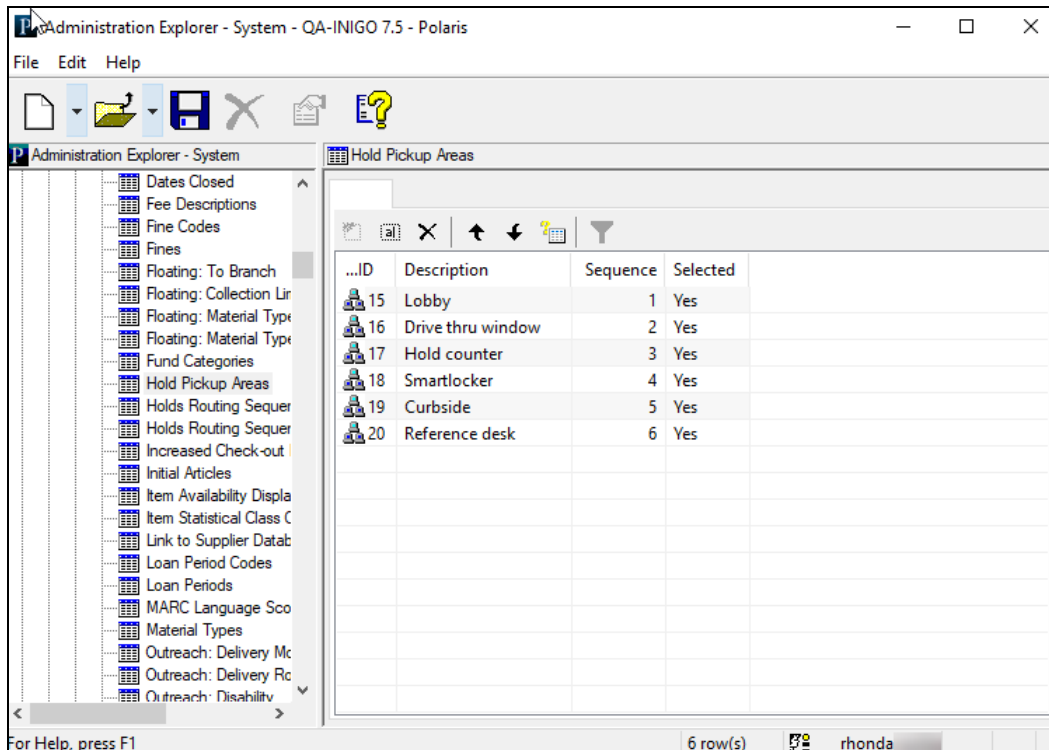 Administration Explorer - System - QA-INIGO 7.5 - Polaris
File Edit Help
Administration Explorer - System
Hold Pickup Areas
Dates Closed
Fee Descriptions
Fine Codes
Fines
Floating: To Branch
Floating: Collection Lir
Floating: Material Type
Floating: Material Type
Fund Categories
Hold Pickup Areas
Holds Routing Sequer
Holds Routing Sequer
Increased Check-out
Initial Articles
Item Availability Displa
Item Statistical Class C
Link to Supplier Datab
Loan Period Codes
Loan Periods
MARC Language Sco
Material Types
Outreach: Delivery Mo
Outreach: Delivery Ro
Outreach: Disability
...ID Description Sequence Selected
15 Lobby 1 Yes
16 Drive thru window 2 Yes
17 Hold counter 3 Yes
18 Smartlocker 4 Yes
19 Curbside 5 Yes
20 Reference desk 6 Yes
For Help, press F1 6 row(s) rhonda